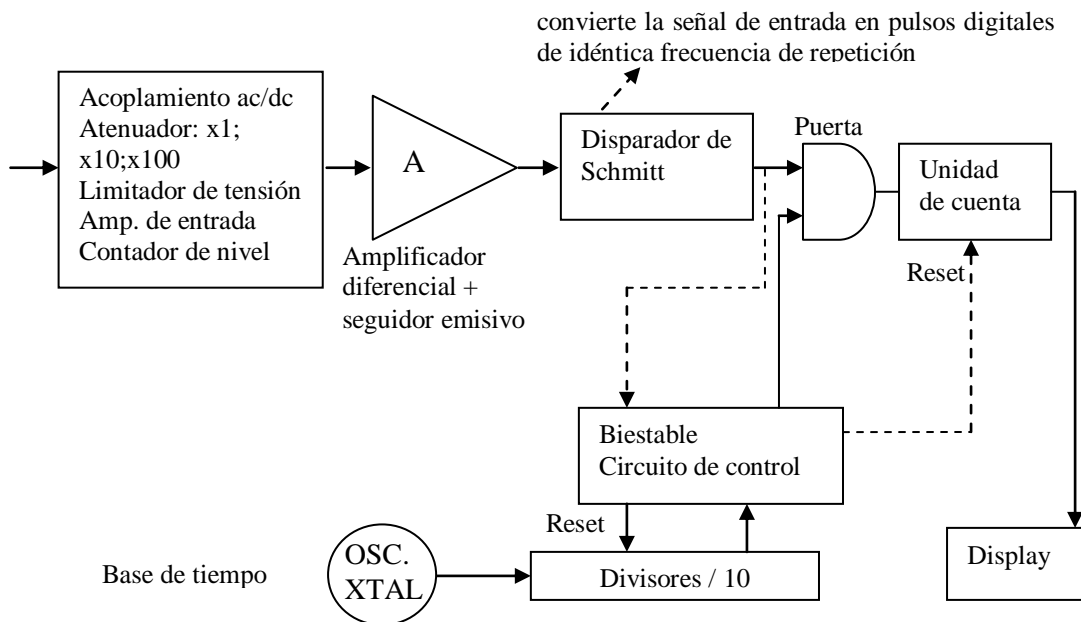 convierte la señal de entrada en pulsos digitales
de idéntica frecuencia de repetición
Acoplamiento ac/dc
Atenuador: x1;
x10;x100
Limitador de tensión
Amp. de entrada
Contador de nivel
A
Amplificador
diferencial +
seguidor emisivo
Disparador de
Schmitt
Puerta
Unidad
de cuenta
Reset
Biestable
Circuito de control
Reset
Base de tiempo
OSC.
XTAL
Divisores / 10
Display